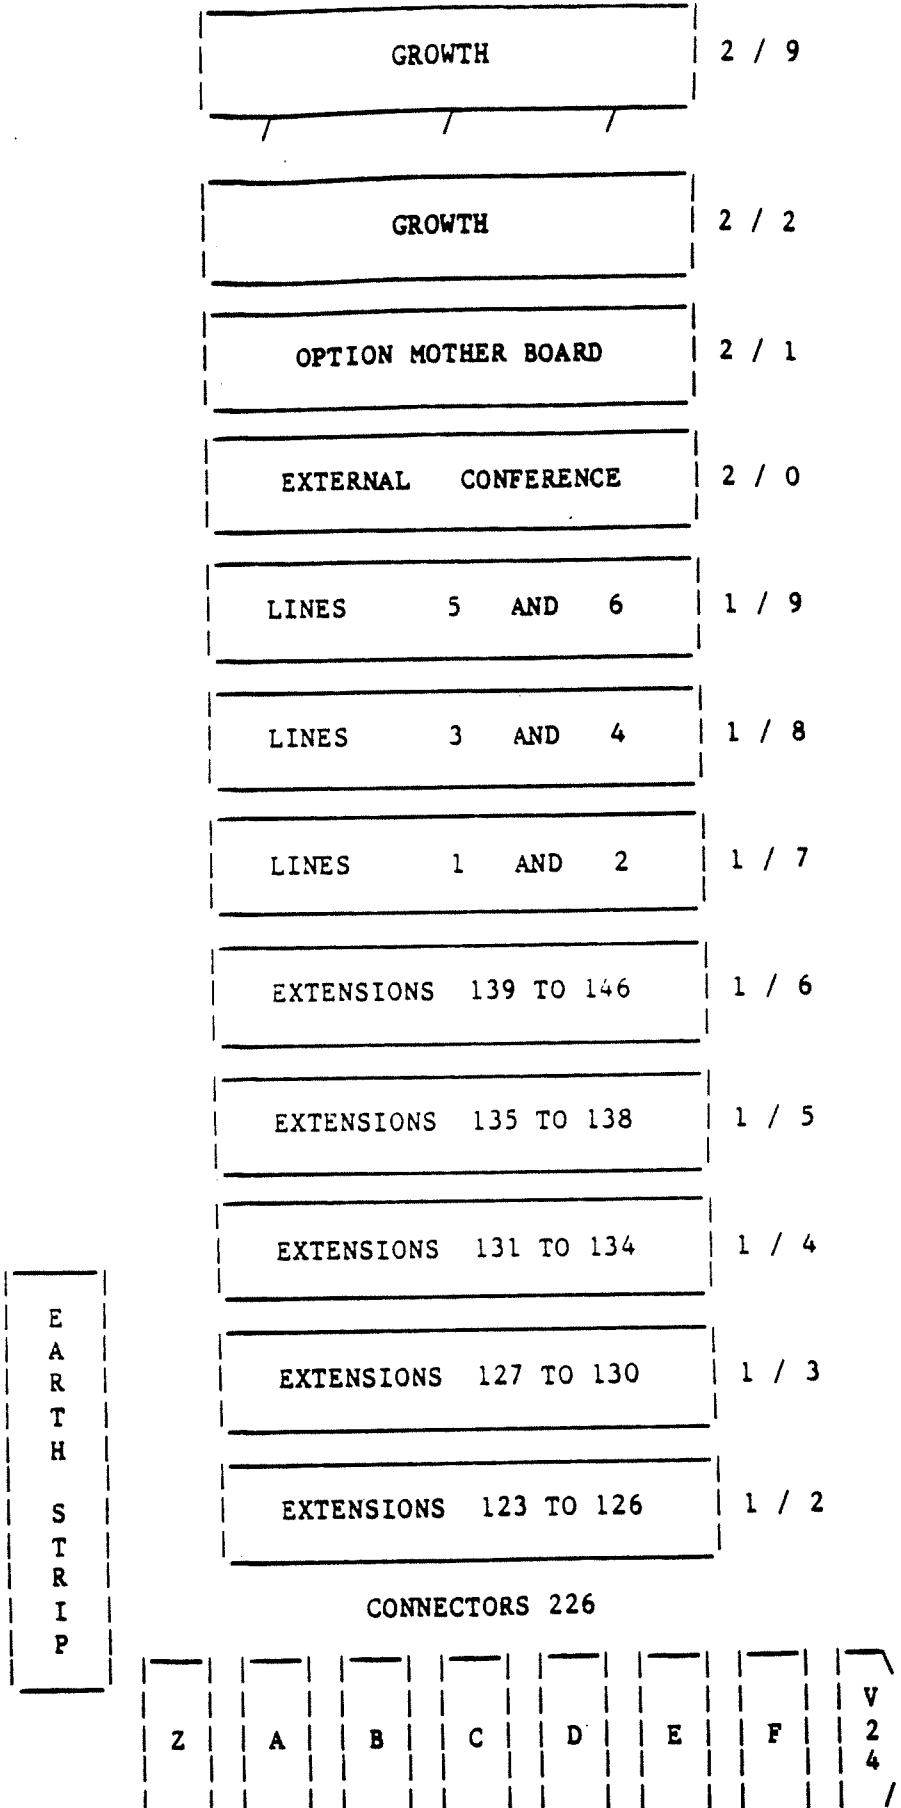 GROWTH 2 / 9
GROWTH 2 / 2
OPTION MOTHER BOARD 2 / 1
EXTERNAL CONFERENCE 2 / 0
LINES 5 AND 6 1 / 9
LINES 3 AND 4 1 / 8
LINES 1 AND 2 1 / 7
EXTENSIONS 139 TO 146 1 / 6
EXTENSIONS 135 TO 138 1 / 5
EXTENSIONS 131 TO 134 1 / 4
EXTENSIONS 127 TO 130 1 / 3
EXTENSIONS 123 TO 126 1 / 2
EARTH STRIP
CONNECTORS 226
Z A B C D E F V24